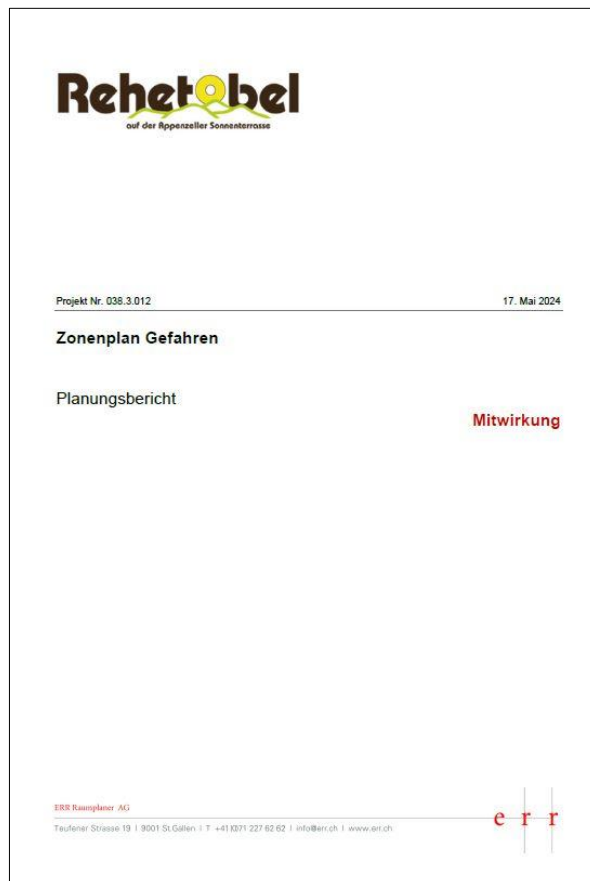 Rehetobel
auf der Appenzeller Sonnenterrasse
Projekt Nr. 038.3.012 17. Mai 2024
Zonenplan Gefahren
Planungsbericht
Mitwirkung
ERR Raumplaner AG
Teufener Strasse 19 | 9001 St.Gallen | T +41 (0)71 227 62 62 | info@err.ch | www.err.ch
e r r